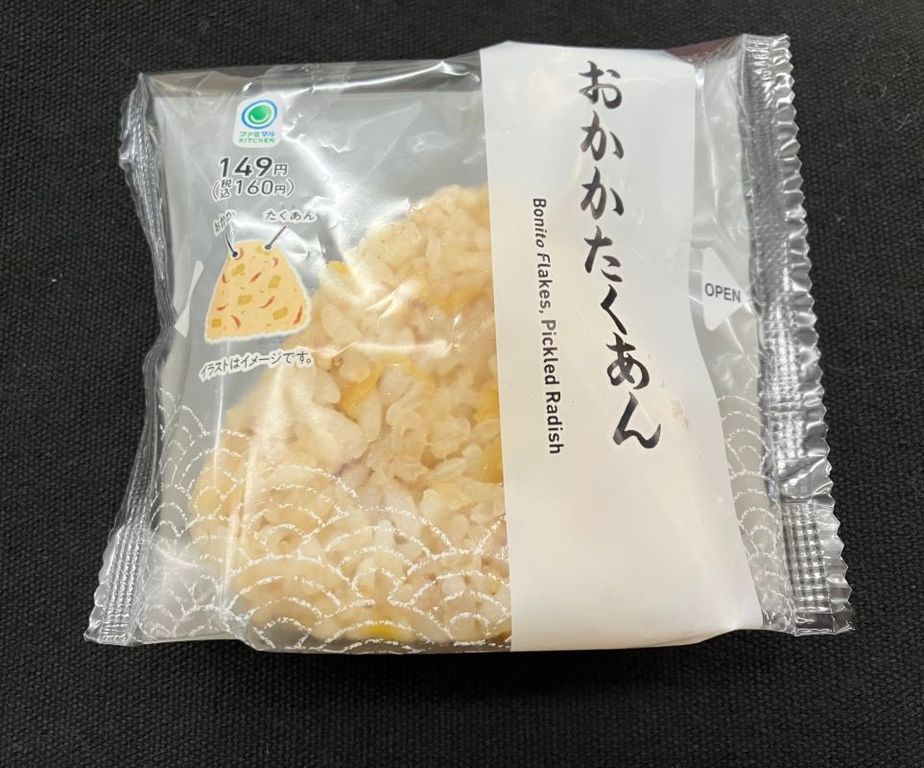 ファミマル
KITCHEN
149円
(税込160円)
おかか
たくあん
イラストはイメージです。
おかかたくあん
Bonito Flakes, Pickled Radish
OPEN